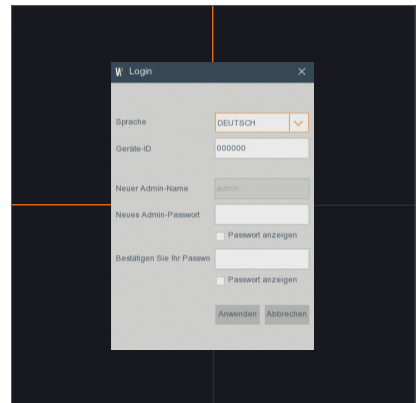 Login
Sprache
DEUTSCH
Geräte-ID
000000
Neuer Admin-Name
admin
Neues Admin-Passwort
Passwort anzeigen
Bestätigen Sie Ihr Passwo
Passwort anzeigen
Anwenden Abbrechen